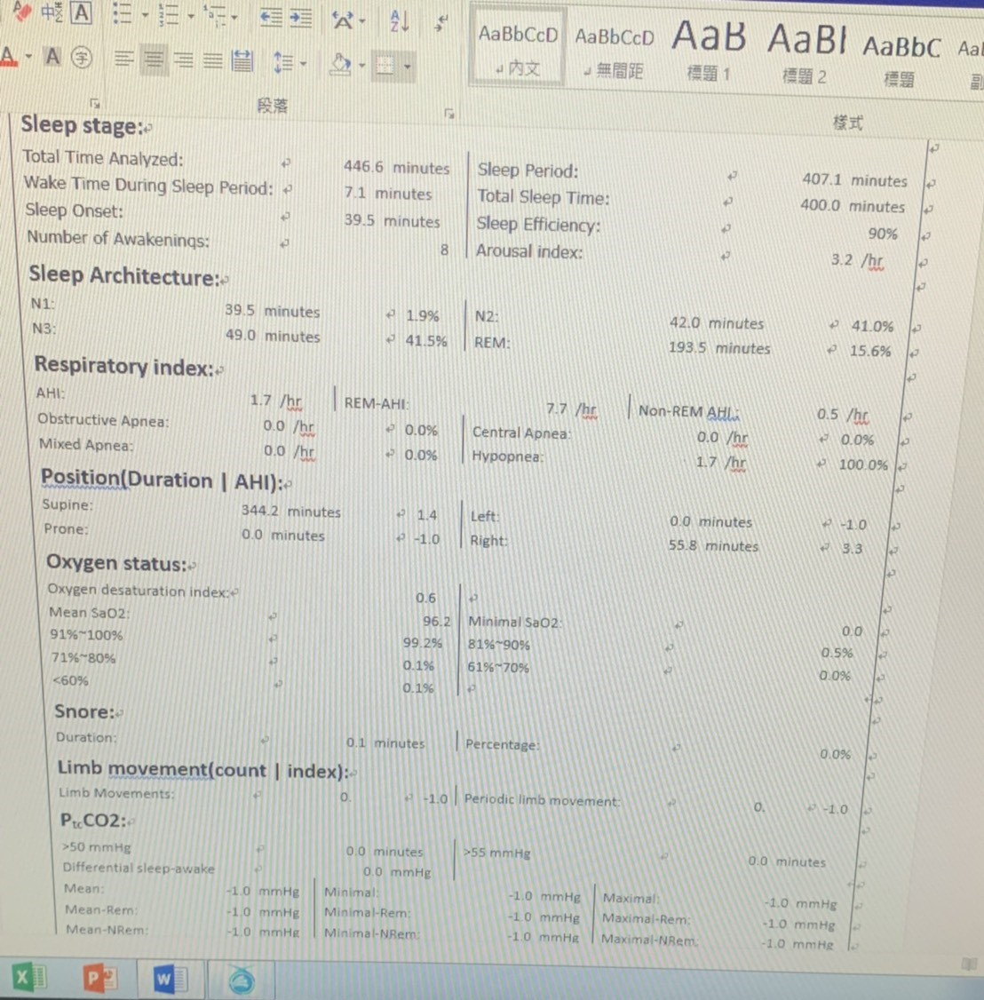 中 A
A A 字
AaBbCcD AaBbCcD AaB AaBl AaBbC Aal
↲ 內文 ↲ 無間距 標題 1 標題 2 標題 副
段落 樣式
Sleep stage:
Total Time Analyzed: 446.6 minutes Sleep Period: 407.1 minutes
Wake Time During Sleep Period: 7.1 minutes Total Sleep Time: 400.0 minutes
Sleep Onset: 39.5 minutes Sleep Efficiency: 90%
Number of Awakenings: 8 Arousal index: 3.2 /hr
Sleep Architecture:
N1: 39.5 minutes 1.9% N2: 42.0 minutes 41.0%
N3: 49.0 minutes 41.5% REM: 193.5 minutes 15.6%
Respiratory index:
AHI: 1.7 /hr REM-AHI: 7.7 /hr Non-REM AHI.: 0.5 /hr
Obstructive Apnea: 0.0 /hr 0.0% Central Apnea: 0.0 /hr 0.0%
Mixed Apnea: 0.0 /hr 0.0% Hypopnea: 1.7 /hr 100.0%
Position(Duration | AHI):
Supine: 344.2 minutes 1.4 Left: 0.0 minutes -1.0
Prone: 0.0 minutes -1.0 Right: 55.8 minutes 3.3
Oxygen status:
Oxygen desaturation index: 0.6
Mean SaO2: 96.2 Minimal SaO2: 0.0
91%~100% 99.2% 81%~90% 0.5%
71%~80% 0.1% 61%~70% 0.0%
<60% 0.1%
Snore:
Duration: 0.1 minutes Percentage: 0.0%
Limb movement(count | index):
Limb Movements: 0. -1.0 Periodic limb movement: 0. -1.0
PtcCO2:
>50 mmHg 0.0 minutes >55 mmHg 0.0 minutes
Differential sleep-awake 0.0 mmHg
Mean: -1.0 mmHg Minimal: -1.0 mmHg Maximal: -1.0 mmHg
Mean-Rem: -1.0 mmHg Minimal-Rem: -1.0 mmHg Maximal-Rem: -1.0 mmHg
Mean-NRem: -1.0 mmHg Minimal-NRem: -1.0 mmHg Maximal-NRem: -1.0 mmHg